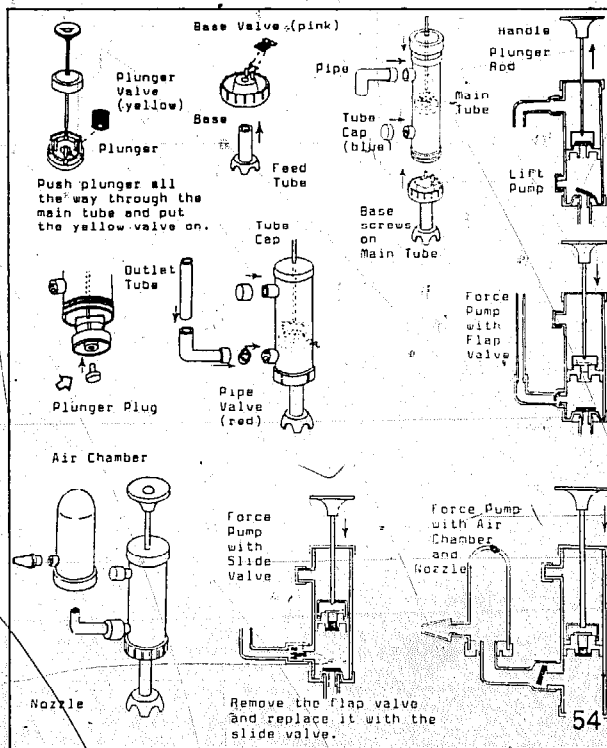 Plunger
Valve
(yellow)
Plunger
Push plunger all
the way through the
main tube and put
the yellow valve on.
Base Valve (pink)
Base
Feed
Tube
Pipe
Main
Tube
Tube
Cap
(blue)
Base
screws
on
Main Tube
Handle
Plunger
Rod
Lift
Pump
Outlet
Tube
Tube
Cap
Plunger Plug
Pipe
Valve
(red)
Force
Pump
with
Flap
Valve
Air Chamber
Nozzle
Force
Pump
with
Slide
Valve
Remove the flap valve
and replace it with the
slide valve.
Force Pump
with Air
Chamber
and
Nozzle
54